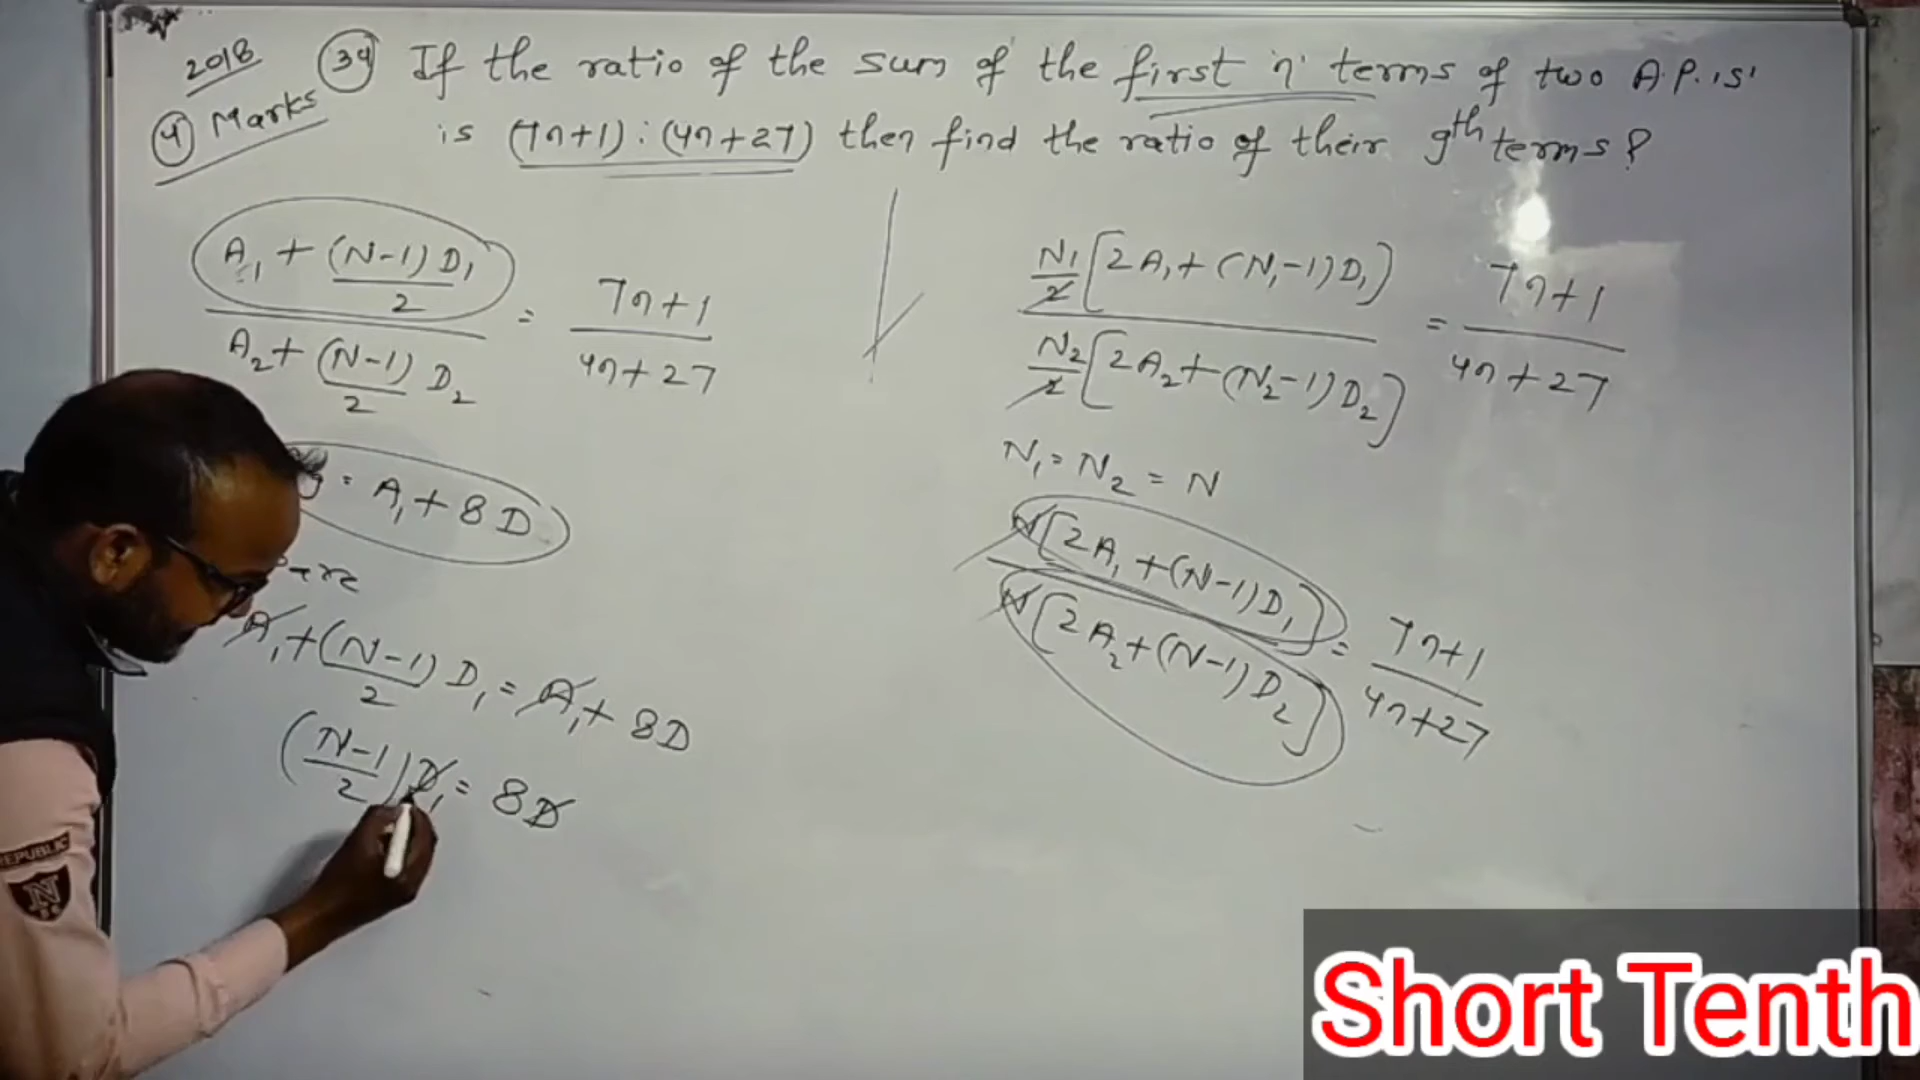 2018
4 Marks
34 If the ratio of the sum of the first 'n' terms of two A.P.'s'
is (7n+1) : (4n+27) then find the ratio of their 9th terms?
A₁ + (N-1) D₁ / 2
A₂ + (N-1) / 2 D₂
= 7n+1 / 4n+27
9 = A₁ + 8D
A₁ + (N-1) / 2 D₁ = A₁ + 8D
(N-1 / 2) D₁ = 8D
N₁ / 2 [2A₁ + (N₁-1) D₁]
N₂ / 2 [2A₂ + (N₂-1) D₂]
= 7n+1 / 4n+27
N₁ = N₂ = N
N [2A₁ + (N-1) D₁]
N [2A₂ + (N-1) D₂]
= 7n+1 / 4n+27
REPUBLIC
N
Short Tenth